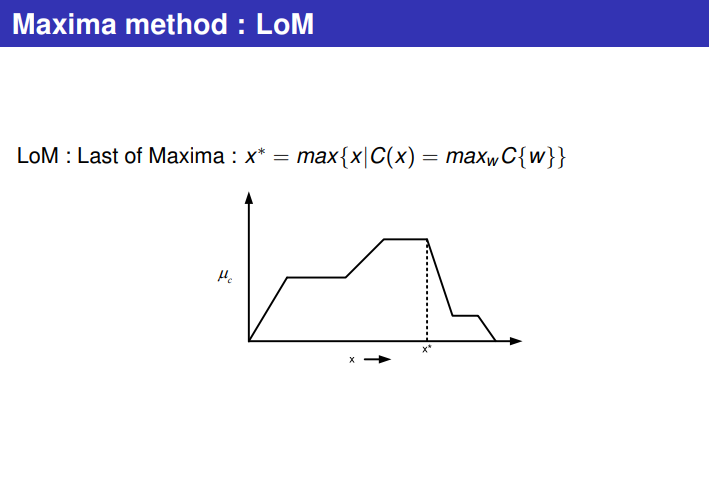 Maxima method : LoM
LoM : Last of Maxima : x* = max{x|C(x) = max_w C{w}}
μ_c
x*
x